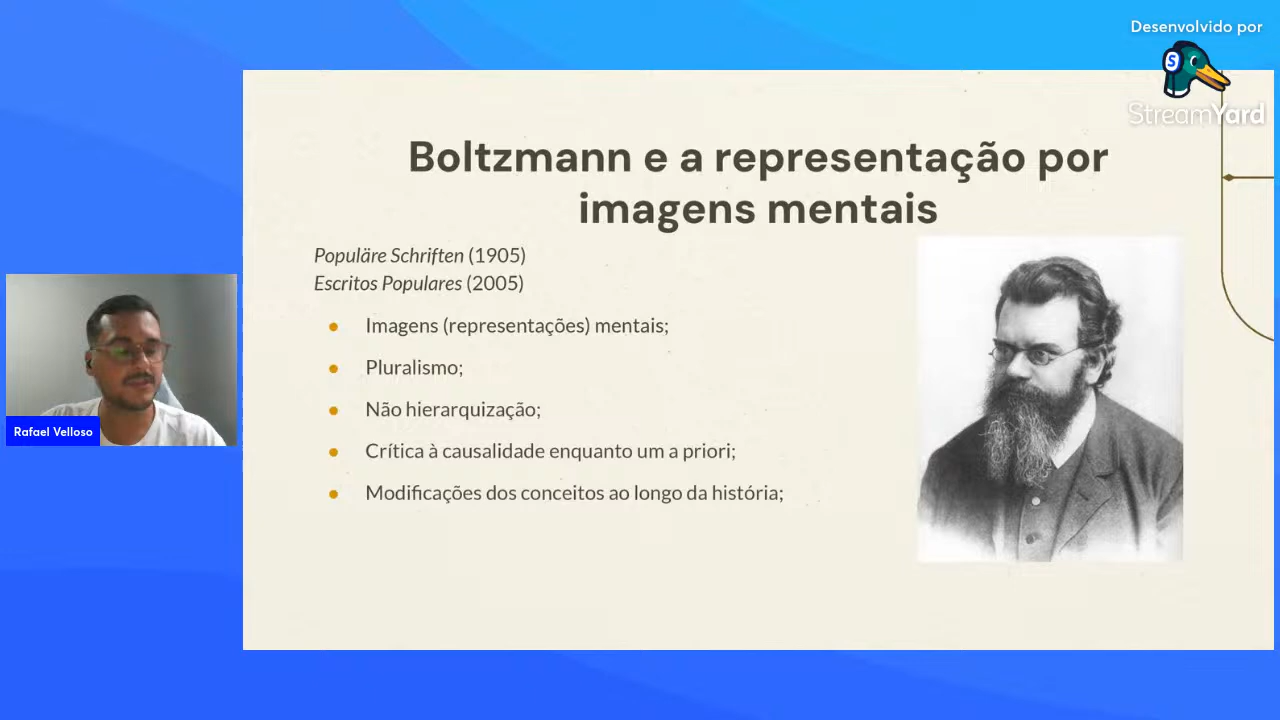 Desenvolvido por
S
StreamYard
Boltzmann e a representação por
imagens mentais
Populäre Schriften (1905)
Escritos Populares (2005)
● Imagens (representações) mentais;
● Pluralismo;
● Não hierarquização;
● Crítica à causalidade enquanto um a priori;
● Modificações dos conceitos ao longo da história;
Rafael Velloso